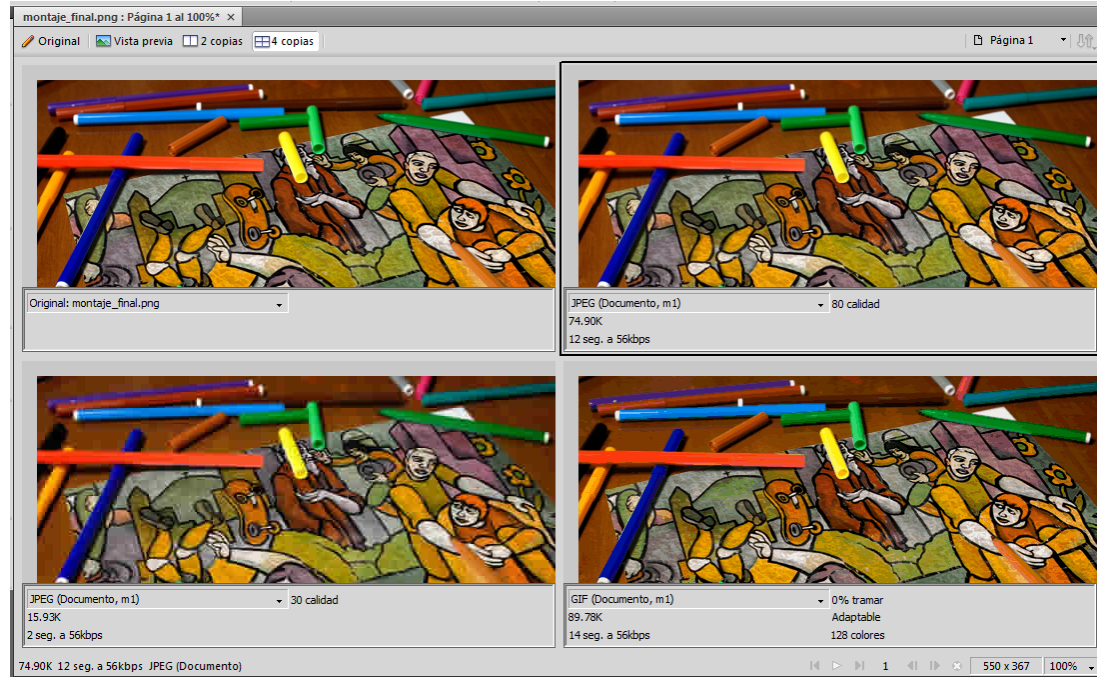 montaje_final.png : Página 1 al 100%* ×
Original Vista previa 2 copias 4 copias Página 1
Original: montaje_final.png
JPEG (Documento, m1) 80 calidad
74.90K
12 seg. a 56kbps
JPEG (Documento, m1) 30 calidad
15.93K
2 seg. a 56kbps
GIF (Documento, m1) 0% tramar
89.78K Adaptable
14 seg. a 56kbps 128 colores
74.90K 12 seg. a 56kbps JPEG (Documento) 1 550 x 367 100%